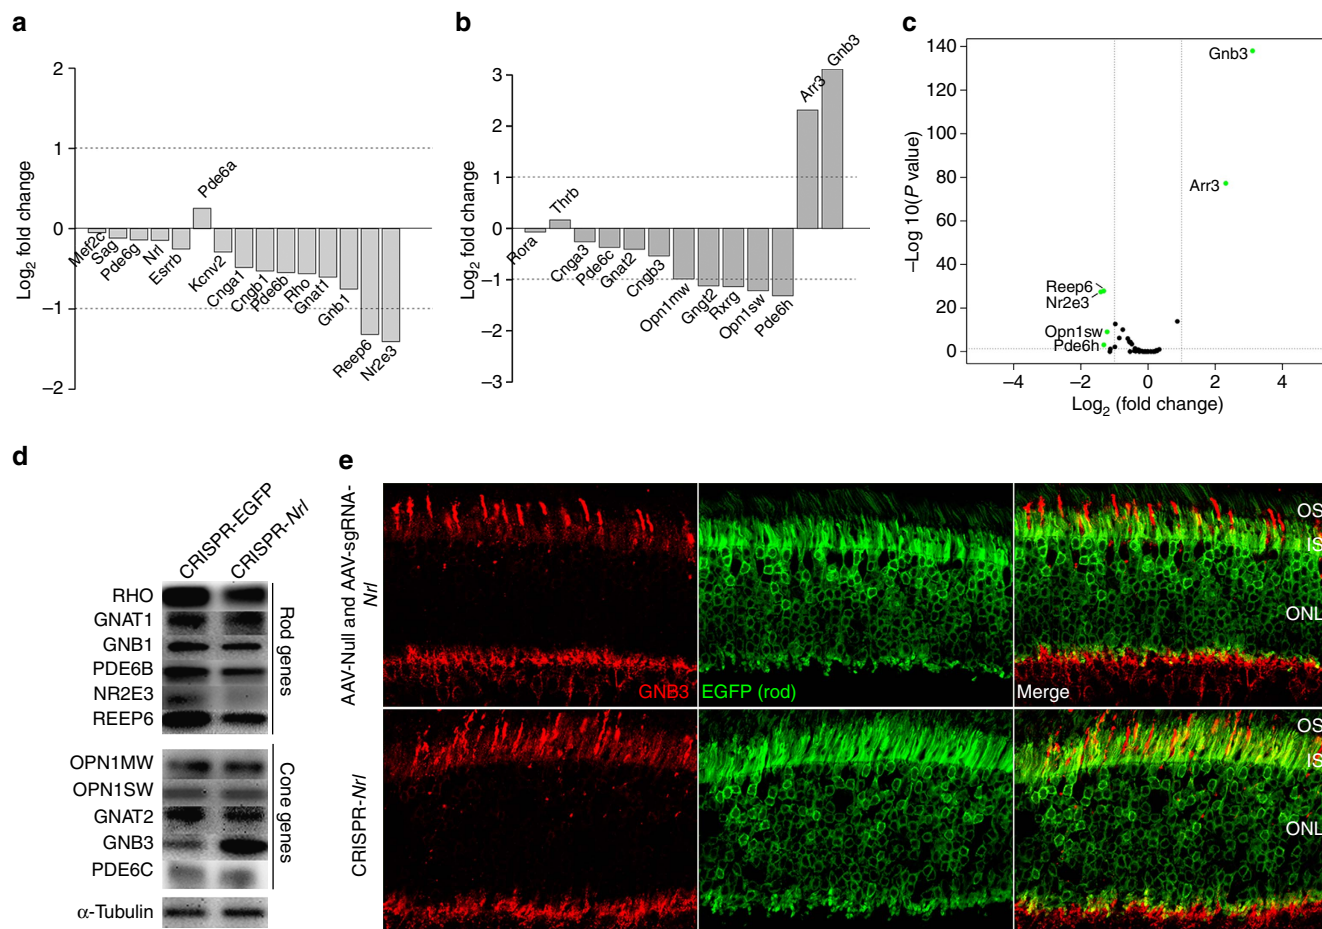 a
Log2 fold change
2
1
0
−1
−2
Mef2c
Sag
Pde6g
Nrl
Esrrb
Pde6a
Kcnv2
Cnga1
Cngb1
Pde6b
Rho
Gnat1
Gnb1
Reep6
Nr2e3
b
Log2 fold change
3
2
1
0
−1
−2
−3
Rora
Thrb
Cnga3
Pde6c
Gnat2
Cngb3
Opn1mw
Gngt2
Rxrg
Opn1sw
Pde6h
Arr3
Gnb3
c
−Log 10(P value)
140
120
100
80
60
40
20
0
Gnb3
Arr3
Reep6
Nr2e3
Opn1sw
Pde6h
−4
−2
0
2
4
Log2 (fold change)
d
CRISPR-EGFP
CRISPR-Nrl
RHO
GNAT1
GNB1
PDE6B
NR2E3
REEP6
Rod genes
OPN1MW
OPN1SW
GNAT2
GNB3
PDE6C
Cone genes
α-Tubulin
e
AAV-Null and AAV-sgRNA-
Nrl
GNB3
EGFP (rod)
Merge
OS
IS
ONL
CRISPR-Nrl
OS
IS
ONL